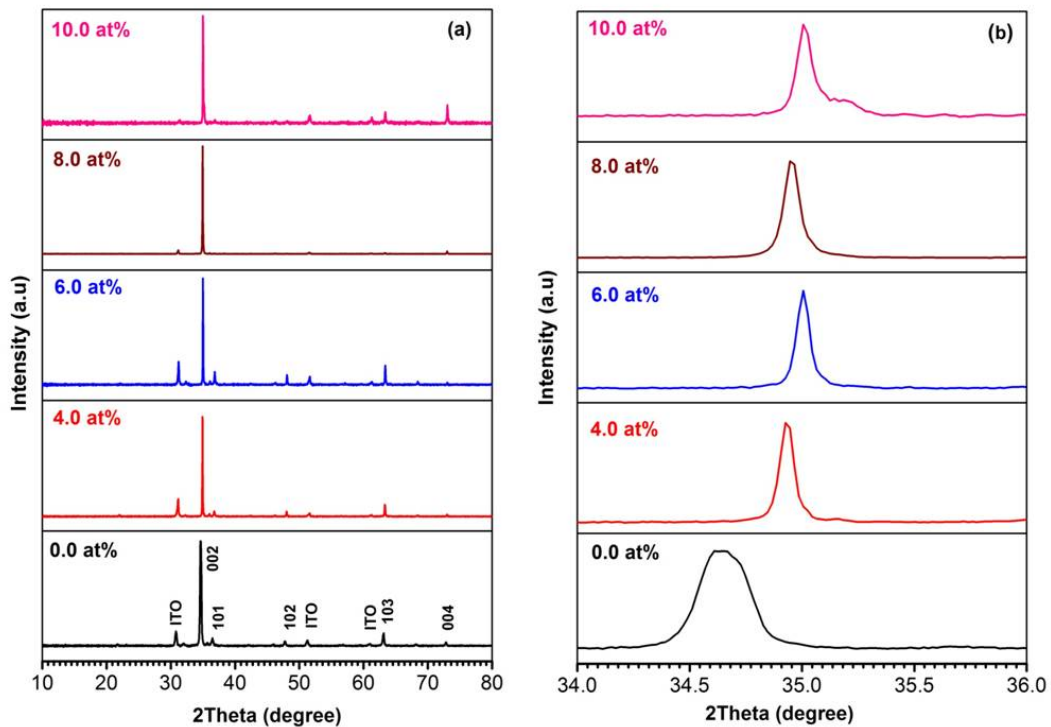 10.0 at%
(a)
8.0 at%
6.0 at%
4.0 at%
0.0 at%
ITO
002
101
102
ITO
ITO
103
004
10 20 30 40 50 60 70 80
2Theta (degree)
Intensity (a.u)
10.0 at%
(b)
8.0 at%
6.0 at%
4.0 at%
0.0 at%
34.0 34.5 35.0 35.5 36.0
2Theta (degree)
Intensity (a.u)